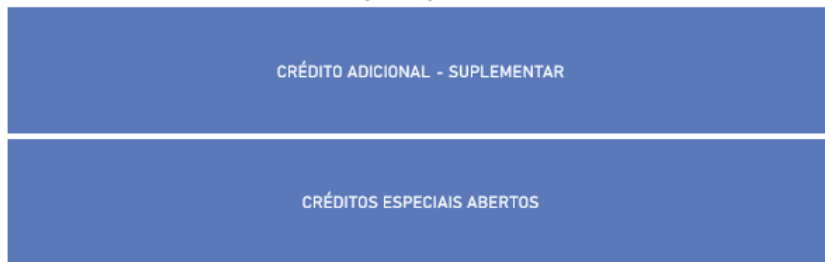 CRÉDITO ADICIONAL - SUPLEMENTAR
CRÉDITOS ESPECIAIS ABERTOS